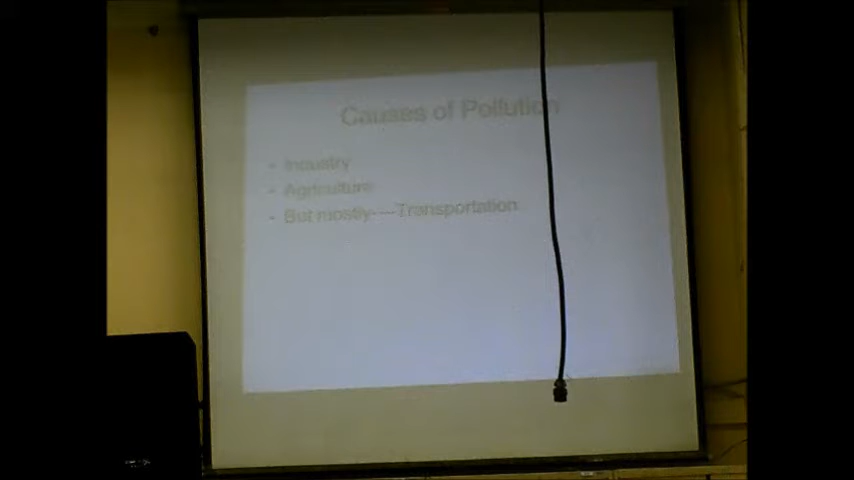 Causes of Pollution
- Industry
- Agriculture
- But mostly----Transportation